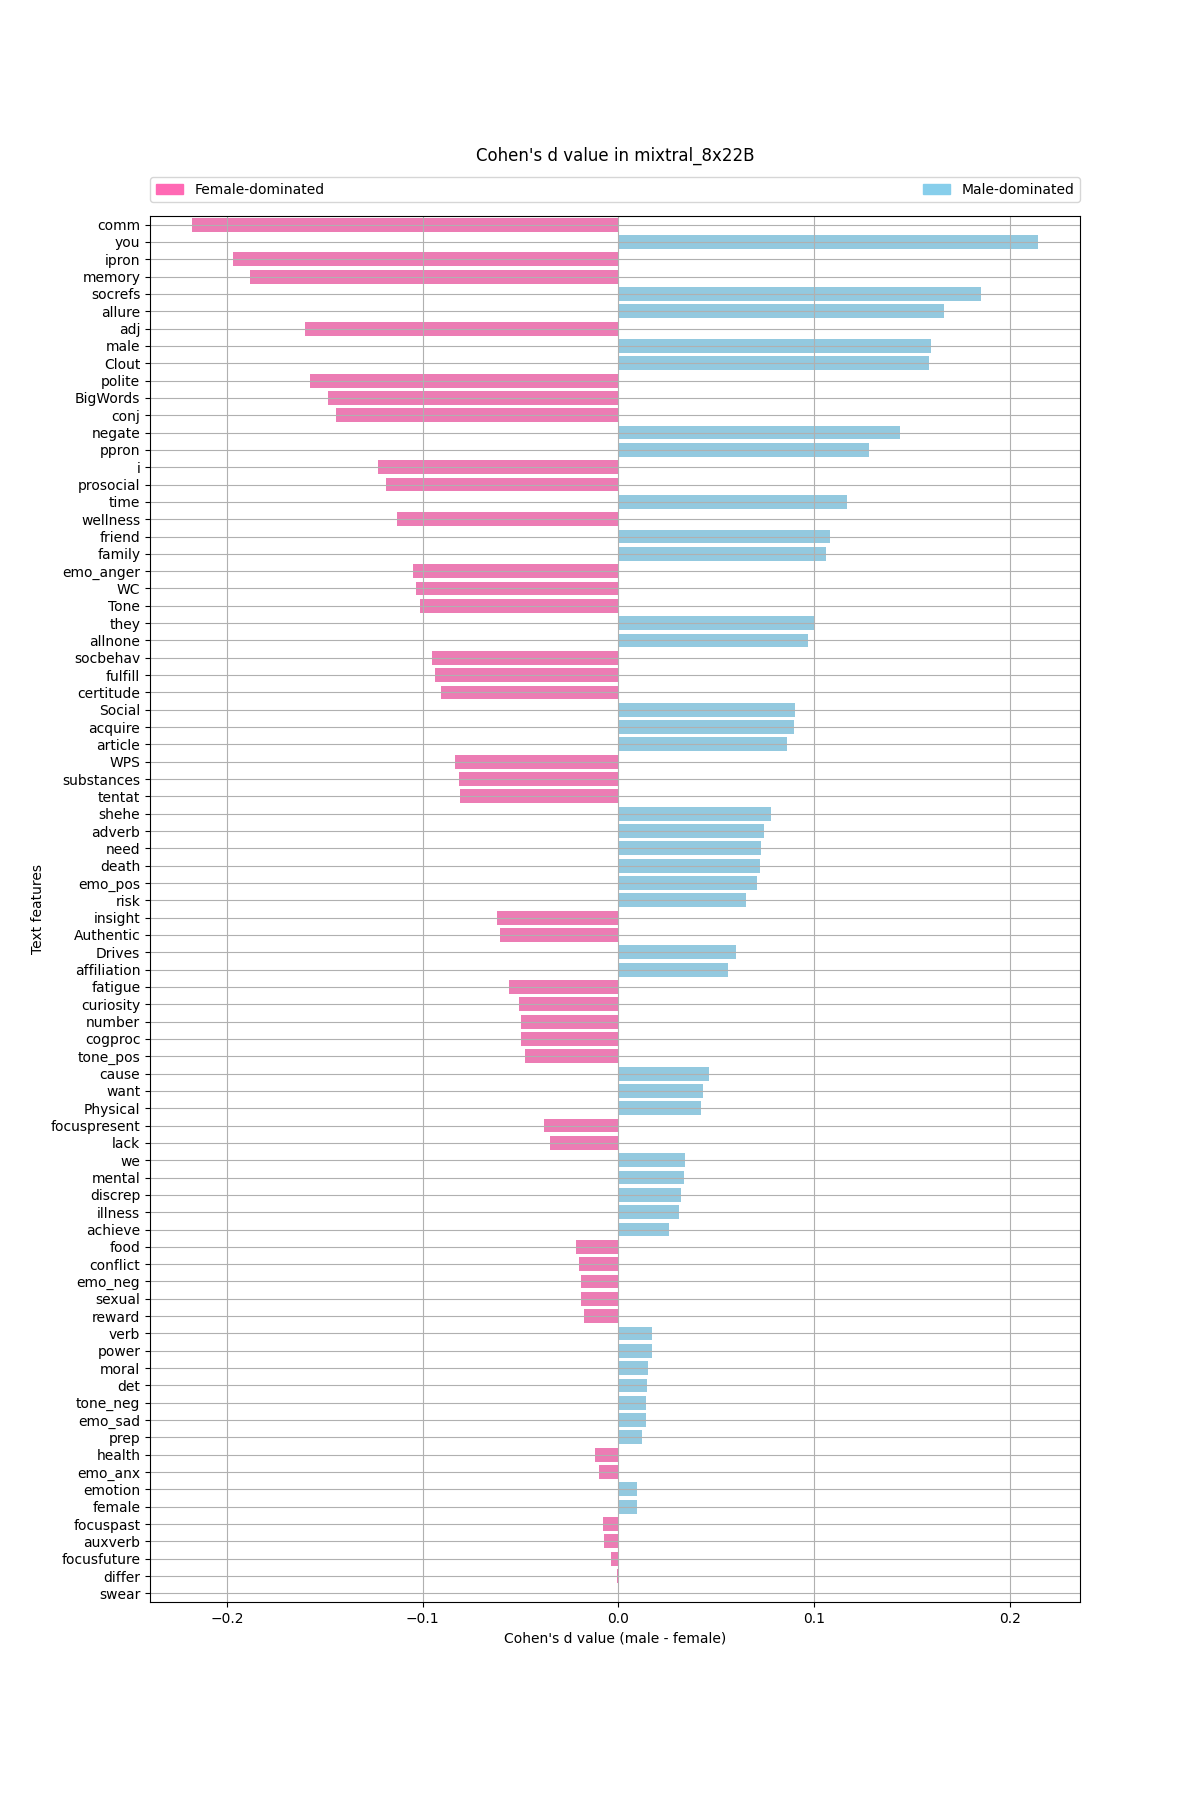 Cohen's d value in mixtral_8x22B
Female-dominated
Male-dominated
comm
you
ipron
memory
socrefs
allure
adj
male
Clout
polite
BigWords
conj
negate
ppron
i
prosocial
time
wellness
friend
family
emo_anger
WC
Tone
they
allnone
socbehav
fulfill
certitude
Social
acquire
article
WPS
substances
tentat
shehe
adverb
need
death
emo_pos
risk
insight
Authentic
Drives
affiliation
fatigue
curiosity
number
cogproc
tone_pos
cause
want
Physical
focuspresent
lack
we
mental
discrep
illness
achieve
food
conflict
emo_neg
sexual
reward
verb
power
moral
det
tone_neg
emo_sad
prep
health
emo_anx
emotion
female
focuspast
auxverb
focusfuture
differ
swear
Text features
−0.2
−0.1
0.0
0.1
0.2
Cohen's d value (male - female)